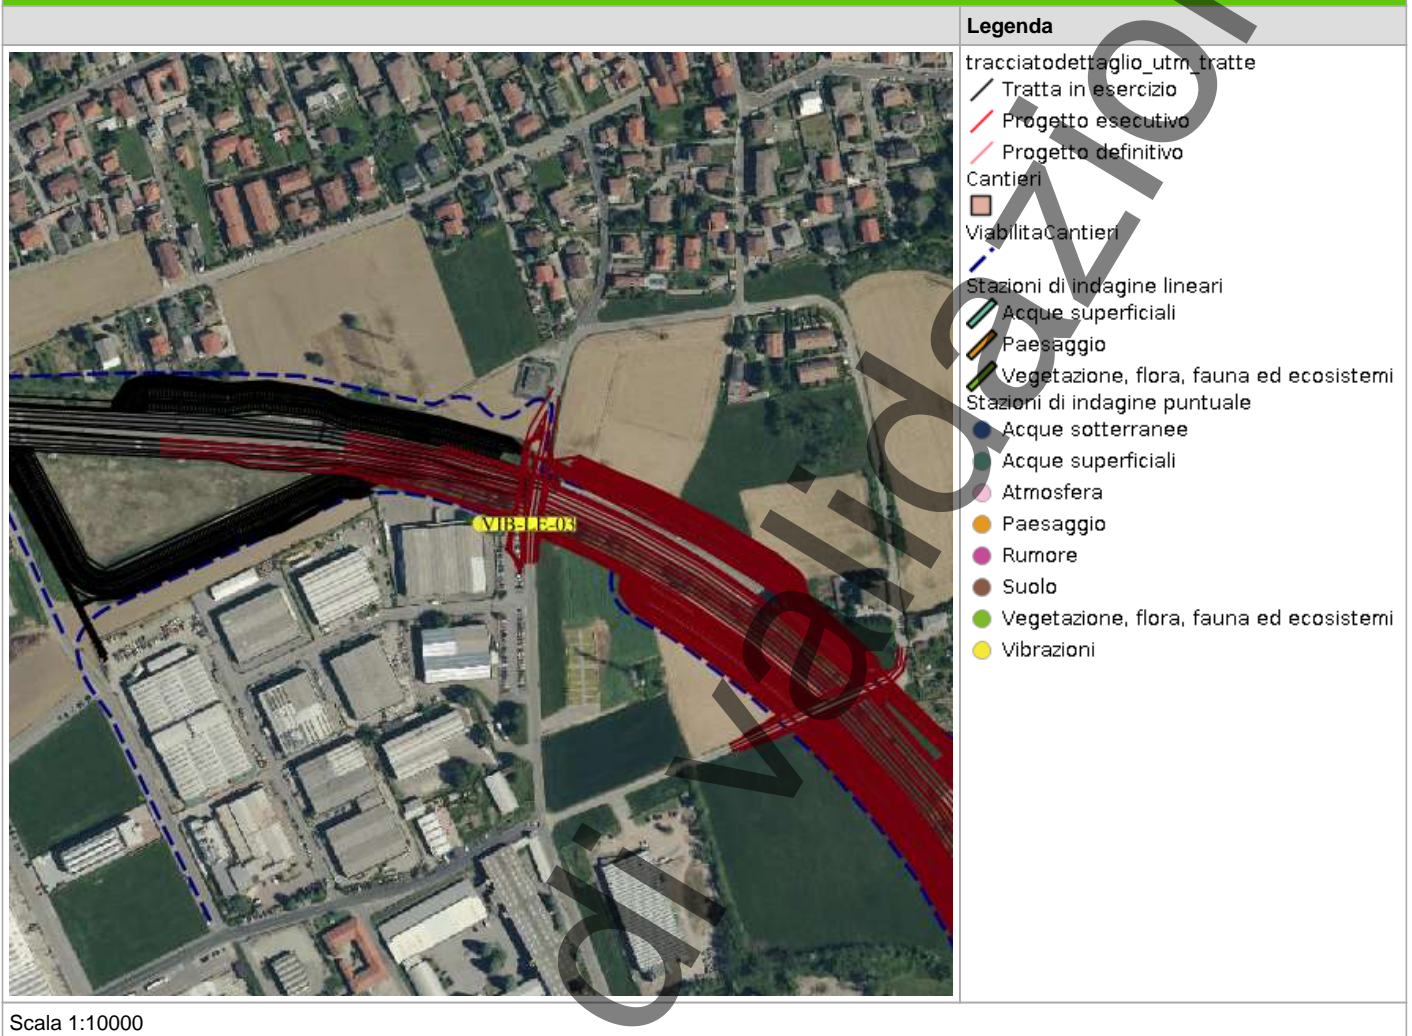 Legenda
tracciatodettaglio_utm_tratte
Tratta in esercizio
Progetto esecutivo
Progetto definitivo
Cantieri
ViabilitaCantieri
Stazioni di indagine lineari
Acque superficiali
Paesaggio
Vegetazione, flora, fauna ed ecosistemi
Stazioni di indagine puntuale
Acque sotterranee
Acque superficiali
Atmosfera
Paesaggio
Rumore
Suolo
Vegetazione, flora, fauna ed ecosistemi
Vibrazioni
VIB-LE-03
di validazion
Scala 1:10000